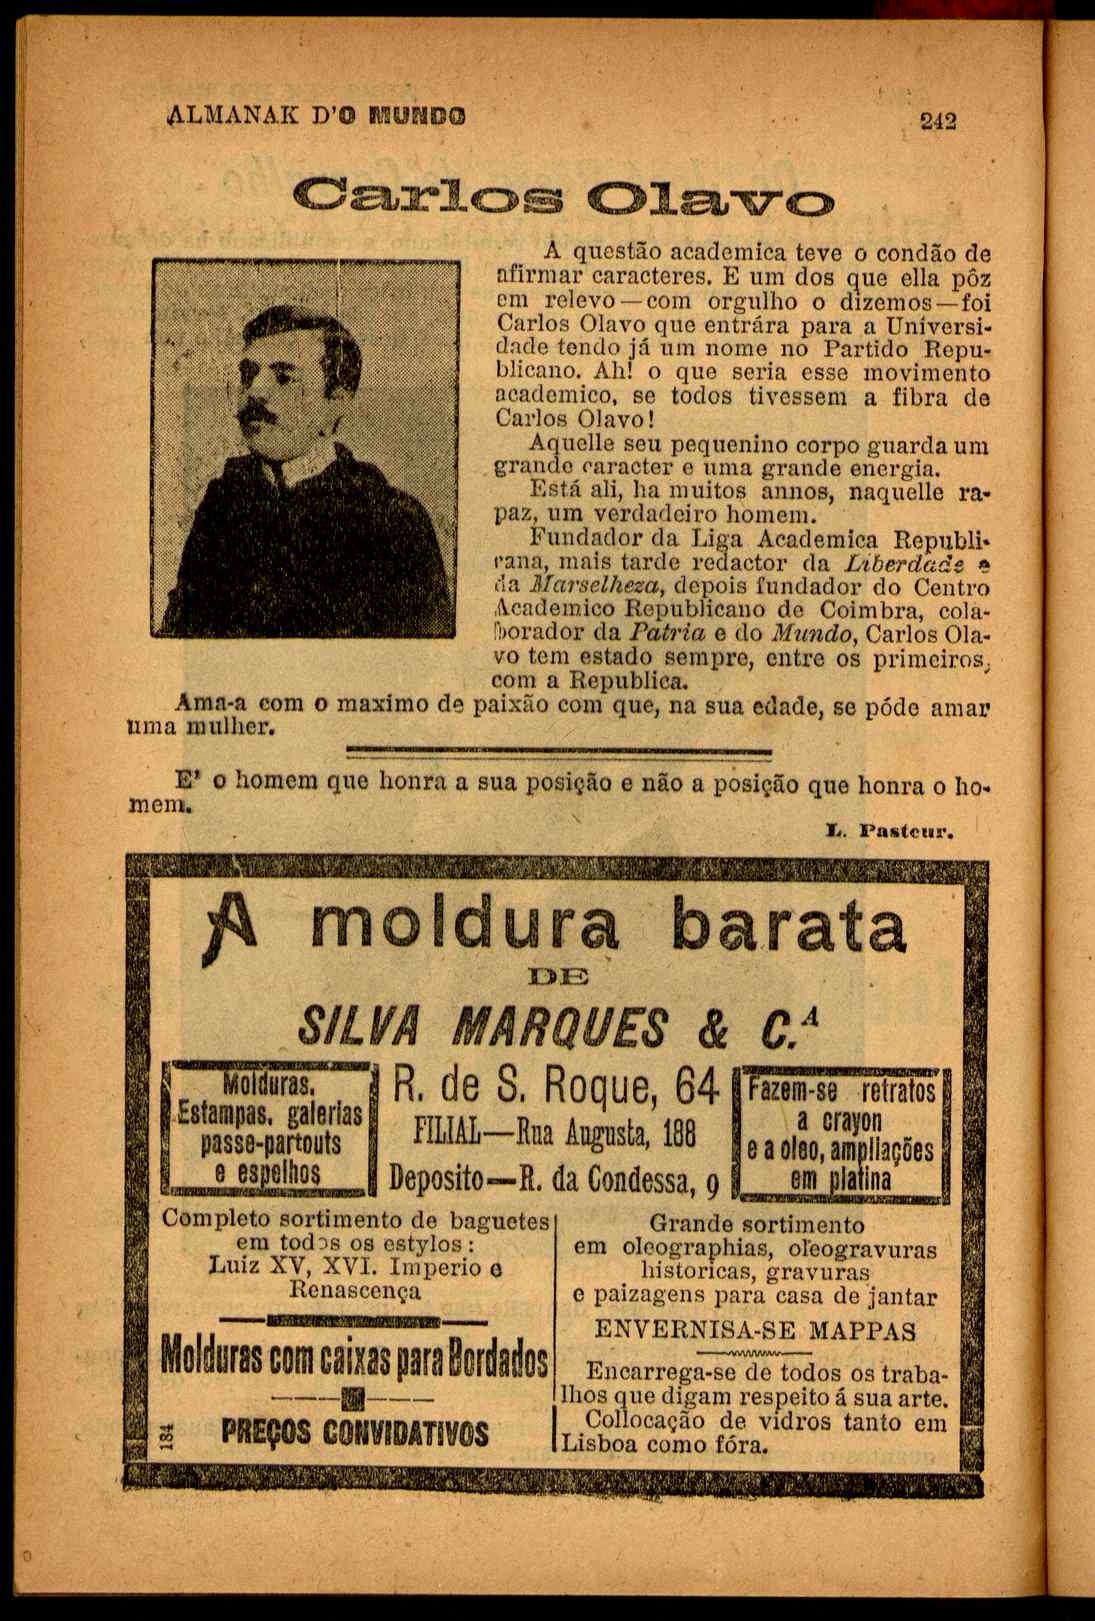 ALMANAK D'O MUNDO
242
Carlos Olavo
A questão academica teve o condão de
afirmar caracteres. E um dos que ella pôz
em relevo—com orgulho o dizemos—foi
Carlos Olavo que entrára para a Universi-
dade tendo já um nome no Partido Repu-
blicano. Ah! o que seria esse movimento
academico, se todos tivessem a fibra de
Carlos Olavo!
Aquelle seu pequenino corpo guarda um
grande caracter e uma grande energia.
Está ali, ha muitos annos, naquelle ra-
paz, um verdadeiro homem.
Fundador da Liga Academica Republi-
cana, mais tarde redactor da Liberdade e
da Marselheza, depois fundador do Centro
Academico Republicano de Coimbra, cola-
borador da Patria e do Mundo, Carlos Ola-
vo tem estado sempre, entre os primeiros,
com a Republica.
Ama-a com o maximo de paixão com que, na sua edade, se póde amar
uma mulher.
E' o homem que honra a sua posição e não a posição que honra o ho-
mem.
L. Pasteur.
A moldura barata
DE
SILVA MARQUES & C.A
Molduras.
Estampas, galerias
passe-partouts
e espelhos
R. de S. Roque, 64
FILIAL—Rua Augusta, 188
Deposito—R. da Condessa, 9
Fazem-se retratos
a crayon
e a oleo, ampliações
em platina
Completo sortimento de baguetes
em todos os estylos:
Luiz XV, XVI. Imperio e
Renascença
Molduras com caixas para Bordados
PREÇOS CONVIDATIVOS
184
Grande sortimento
em oleographias, oleogravuras
historicas, gravuras
e paizagens para casa de jantar
ENVERNISA-SE MAPPAS
Encarrega-se de todos os traba-
lhos que digam respeito á sua arte.
Collocação de vidros tanto em
Lisboa como fóra.